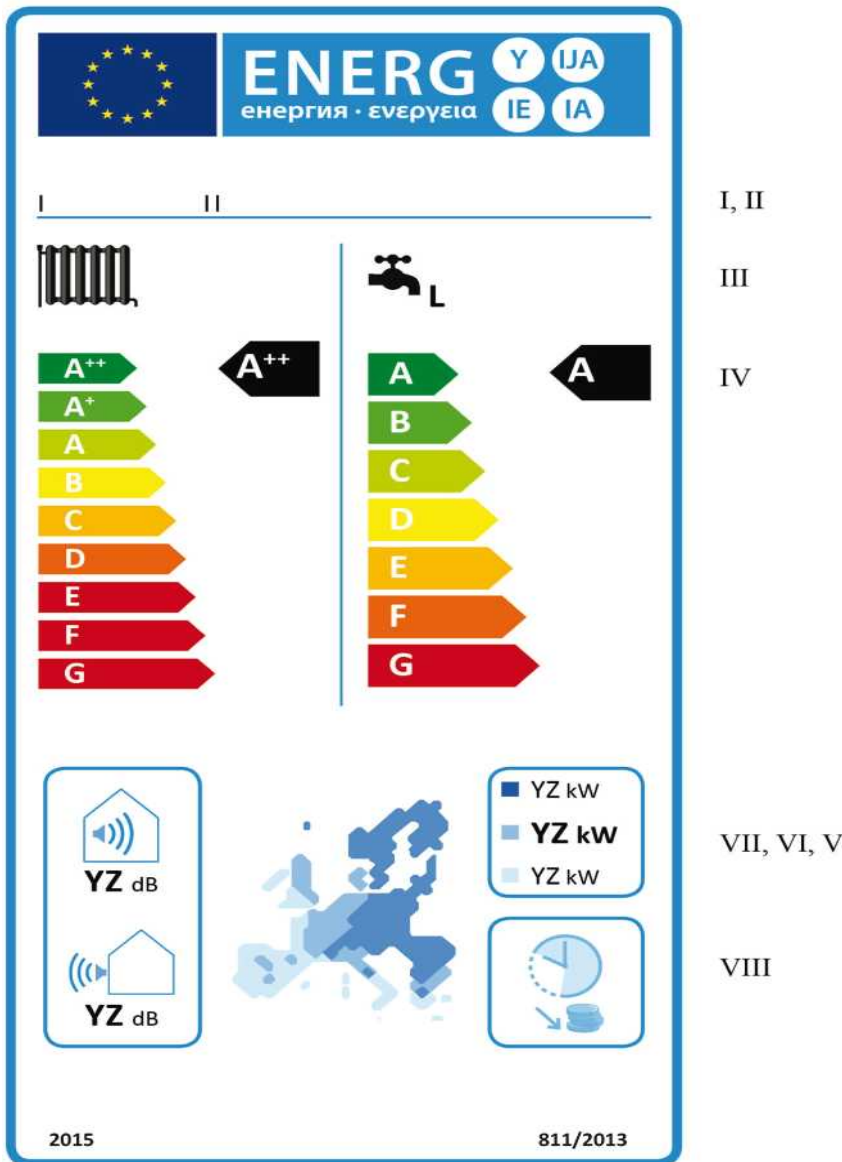 ENERG Y IJA
енергия · ενεργεια IE IA
I II I, II
L III
A++ A++ A A IV
A+ B
A C
B D
C E
D F
E G
F
G
YZ dB
YZ dB
YZ kW
YZ kW VII, VI, V
YZ kW
VIII
2015 811/2013